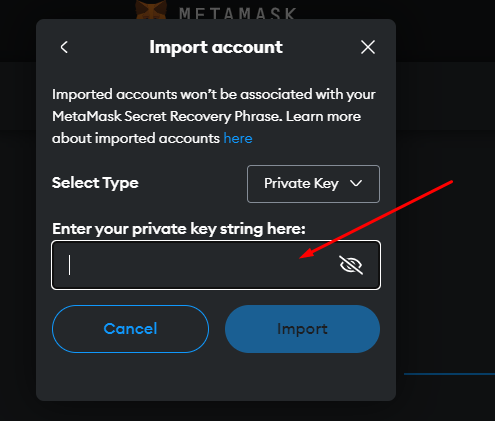 METAMASK
Import account
Imported accounts won't be associated with your
MetaMask Secret Recovery Phrase. Learn more
about imported accounts here
Select Type
Private Key
Enter your private key string here:
Cancel
Import